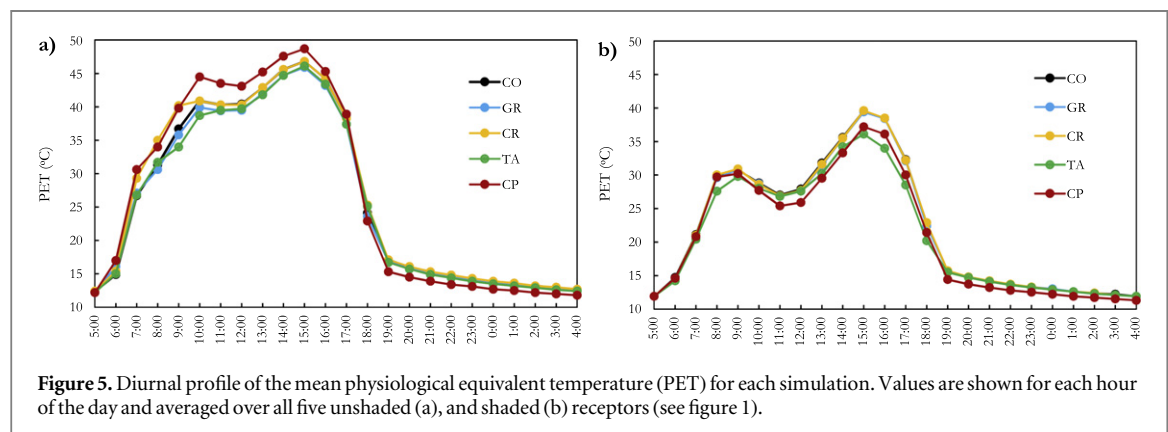 a)
PET (ºC)
50
45
40
35
30
25
20
15
10
CO
GR
CR
TA
CP
5:00 6:00 7:00 8:00 9:00 10:00 11:00 12:00 13:00 14:00 15:00 16:00 17:00 18:00 19:00 20:00 21:00 22:00 23:00 0:00 1:00 2:00 3:00 4:00
b)
PET (ºC)
50
45
40
35
30
25
20
15
10
CO
GR
CR
TA
CP
5:00 6:00 7:00 8:00 9:00 10:00 11:00 12:00 13:00 14:00 15:00 16:00 17:00 18:00 19:00 20:00 21:00 22:00 23:00 0:00 1:00 2:00 3:00 4:00
Figure 5. Diurnal profile of the mean physiological equivalent temperature (PET) for each simulation. Values are shown for each hour
of the day and averaged over all five unshaded (a), and shaded (b) receptors (see figure 1).